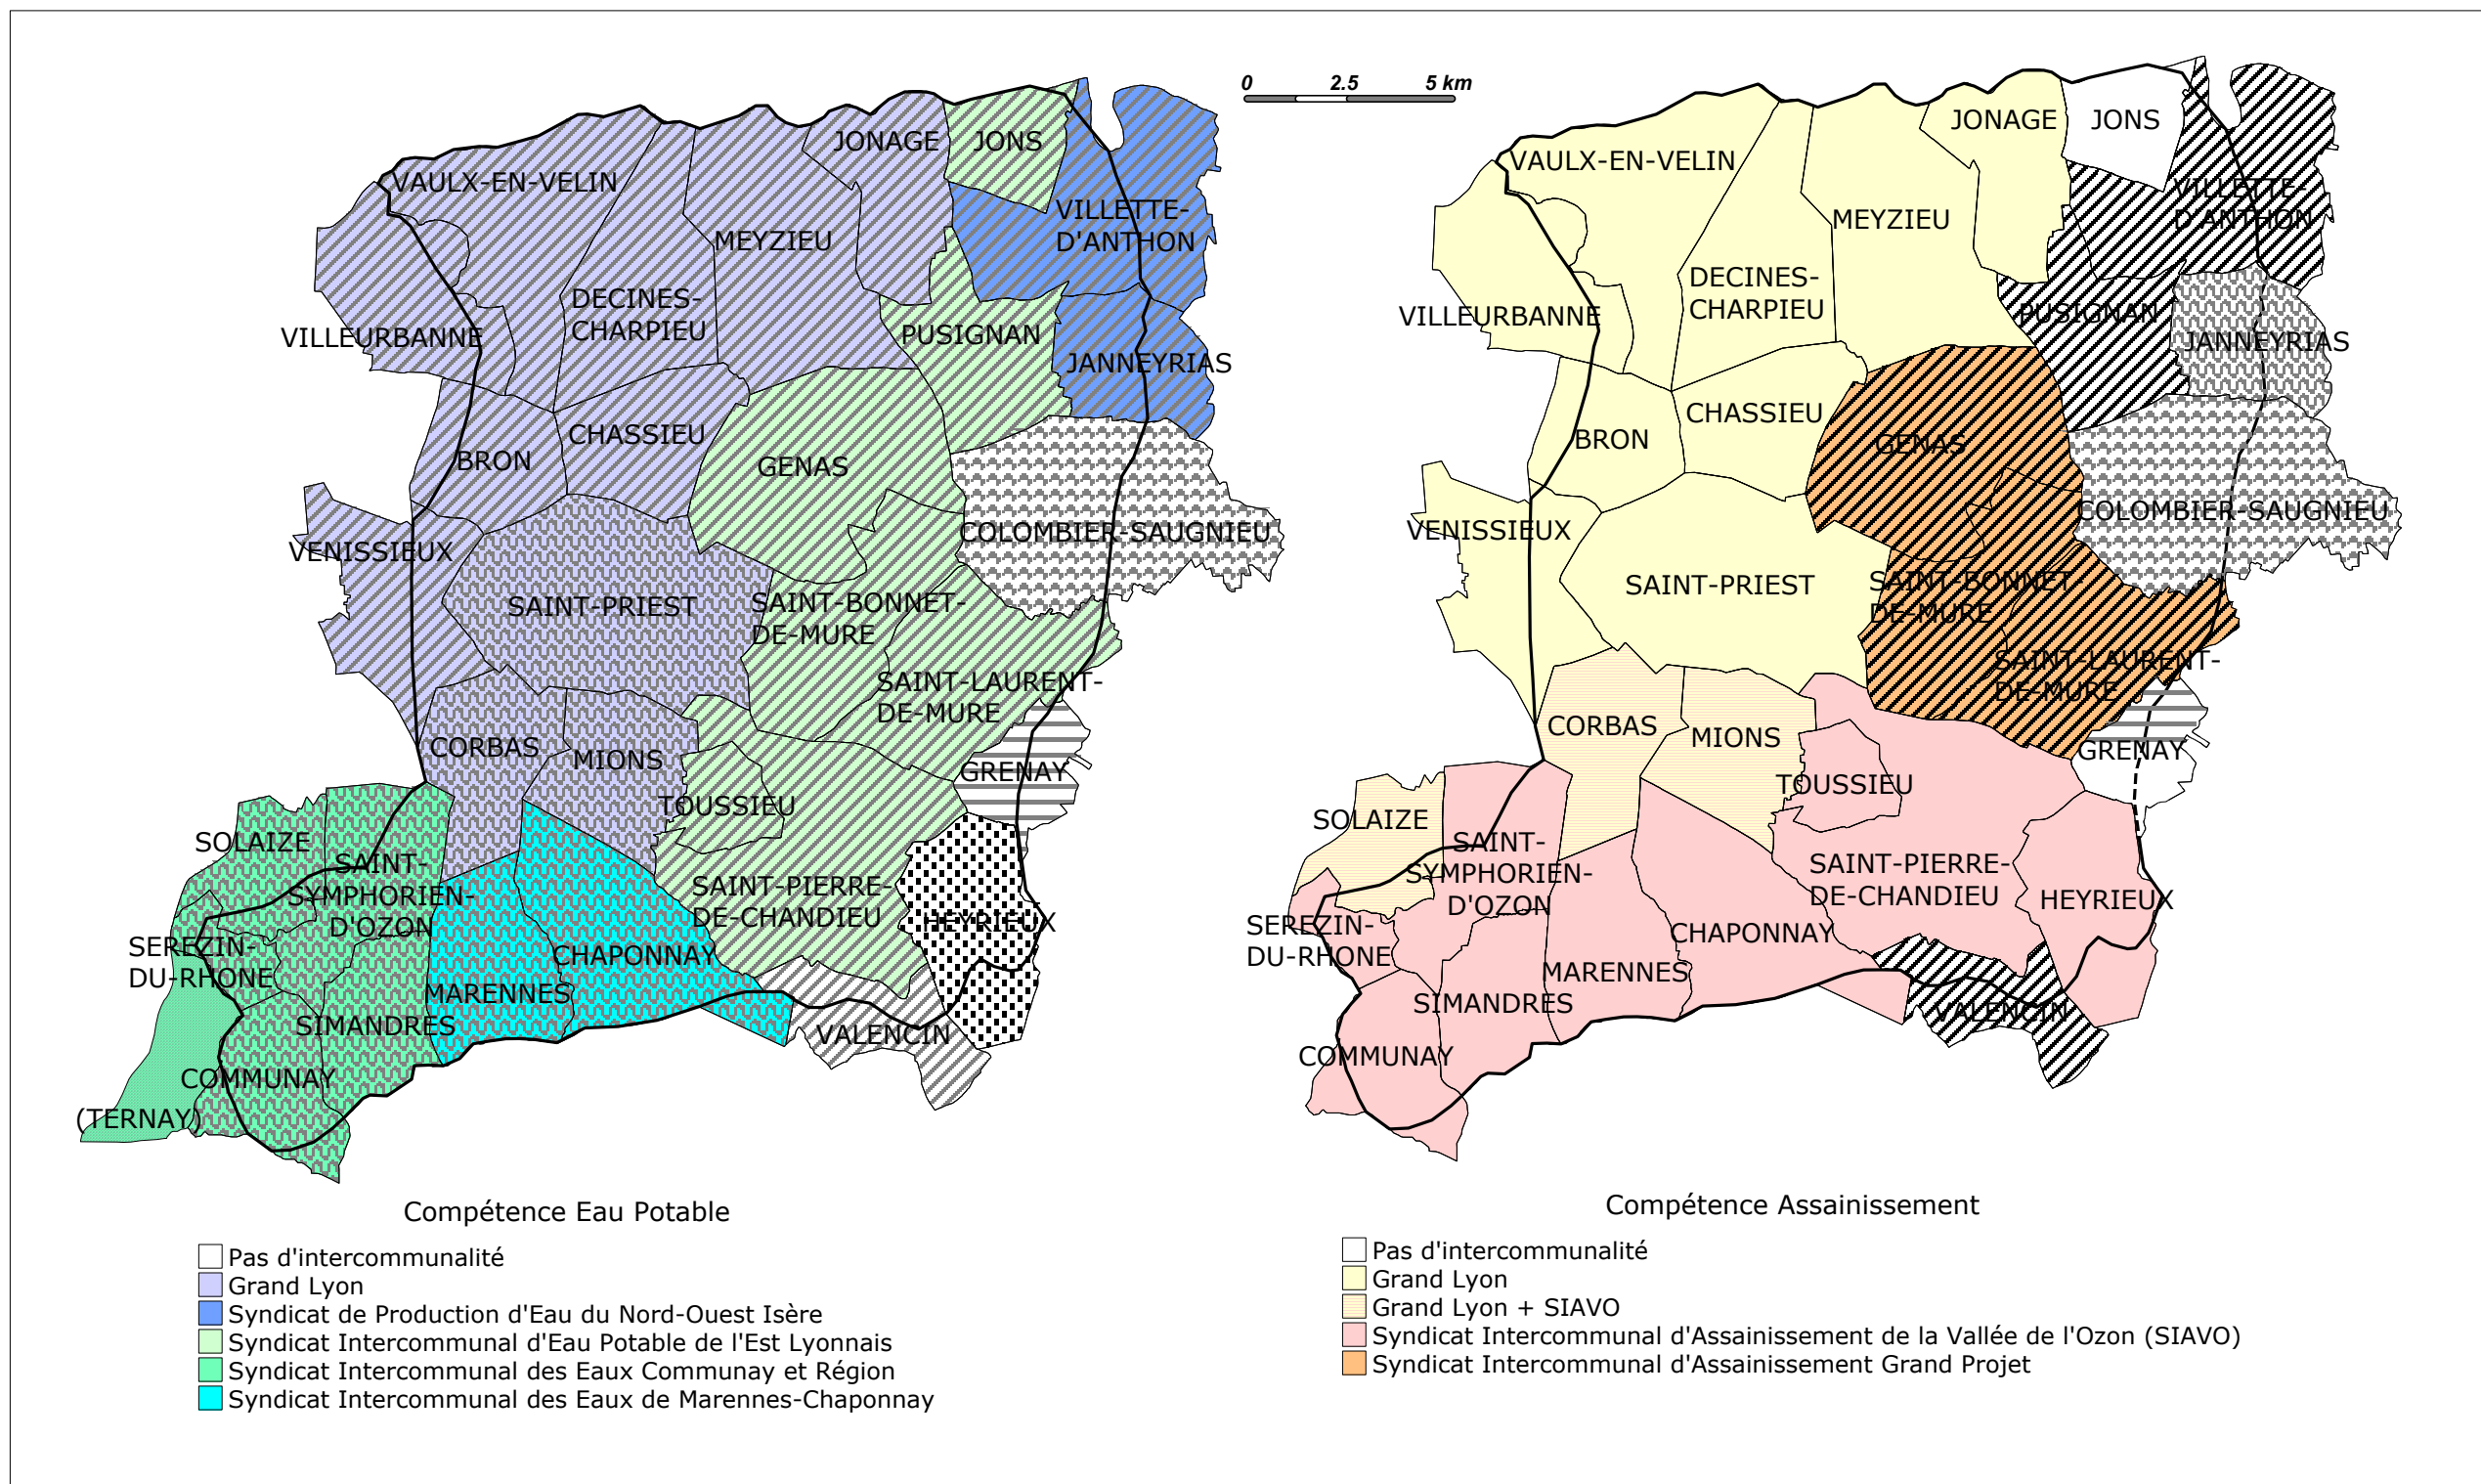 0 2.5 5 km
JONAGE
JONS
VAULX-EN-VELIN
VILLETTE-
D'ANTHON
MEYZIEU
DECINES-
CHARPIEU
VILLEURBANNE
PUSIGNAN
JANNEYRIAS
CHASSIEU
BRON
GENAS
COLOMBIER-SAUGNIEU
VENISSIEUX
SAINT-PRIEST
SAINT-BONNET-
DE-MURE
SAINT-LAURENT-
DE-MURE
CORBAS
MIONS
GRENAY
TOUSSIEU
SOLAIZE
SAINT-
SYMPHORIEN-
D'OZON
SAINT-PIERRE-
DE-CHANDIEU
HEYRIEUX
SEREZIN-
DU-RHONE
CHAPONNAY
MARENNES
SIMANDRES
VALENCIN
COMMUNAY
(TERNAY)
Compétence Eau Potable
Pas d'intercommunalité
Grand Lyon
Syndicat de Production d'Eau du Nord-Ouest Isère
Syndicat Intercommunal d'Eau Potable de l'Est Lyonnais
Syndicat Intercommunal des Eaux Communay et Région
Syndicat Intercommunal des Eaux de Marennes-Chaponnay
JONAGE
JONS
VAULX-EN-VELIN
VILLETTE-
D'ANTHON
MEYZIEU
DECINES-
CHARPIEU
VILLEURBANNE
PUSIGNAN
JANNEYRIAS
CHASSIEU
BRON
GENAS
COLOMBIER-SAUGNIEU
VENISSIEUX
SAINT-PRIEST
SAINT-BONNET-
DE-MURE
SAINT-LAURENT-
DE-MURE
CORBAS
MIONS
GRENAY
TOUSSIEU
SOLAIZE
SAINT-
SYMPHORIEN-
D'OZON
SAINT-PIERRE-
DE-CHANDIEU
HEYRIEUX
SEREZIN-
DU-RHONE
CHAPONNAY
MARENNES
SIMANDRES
VALENCIN
COMMUNAY
Compétence Assainissement
Pas d'intercommunalité
Grand Lyon
Grand Lyon + SIAVO
Syndicat Intercommunal d'Assainissement de la Vallée de l'Ozon (SIAVO)
Syndicat Intercommunal d'Assainissement Grand Projet